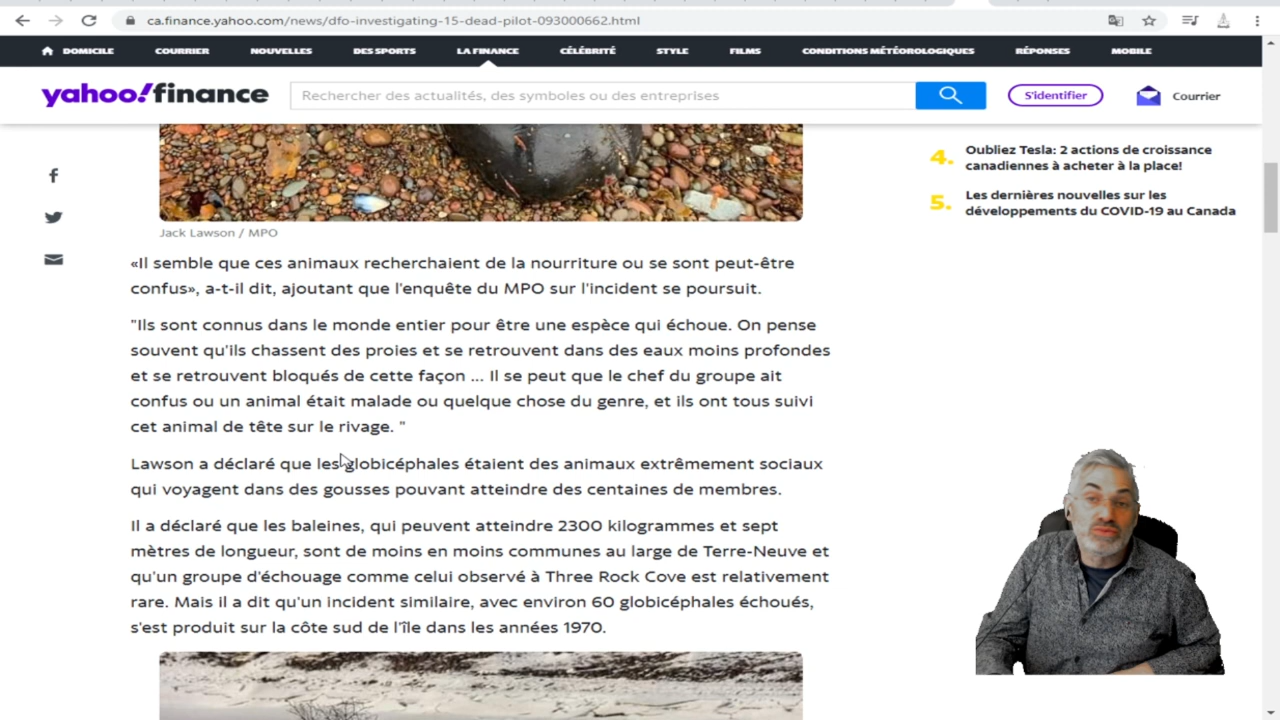 ca.finance.yahoo.com/news/dfo-investigating-15-dead-pilot-093000662.html
DOMICILE COURRIER NOUVELLES DES SPORTS LA FINANCE CÉLÉBRITÉ STYLE FILMS CONDITIONS MÉTÉOROLOGIQUES RÉPONSES MOBILE
yahoo!finance
Rechercher des actualités, des symboles ou des entreprises
S'identifier
Courrier
4. Oubliez Tesla: 2 actions de croissance
canadiennes à acheter à la place!
5. Les dernières nouvelles sur les
développements du COVID-19 au Canada
Jack Lawson / MPO
«Il semble que ces animaux recherchaient de la nourriture ou se sont peut-être
confus», a-t-il dit, ajoutant que l'enquête du MPO sur l'incident se poursuit.
"Ils sont connus dans le monde entier pour être une espèce qui échoue. On pense
souvent qu'ils chassent des proies et se retrouvent dans des eaux moins profondes
et se retrouvent bloqués de cette façon ... Il se peut que le chef du groupe ait
confus ou un animal était malade ou quelque chose du genre, et ils ont tous suivi
cet animal de tête sur le rivage. "
Lawson a déclaré que les globicéphales étaient des animaux extrêmement sociaux
qui voyagent dans des gousses pouvant atteindre des centaines de membres.
Il a déclaré que les baleines, qui peuvent atteindre 2300 kilogrammes et sept
mètres de longueur, sont de moins en moins communes au large de Terre-Neuve et
qu'un groupe d'échouage comme celui observé à Three Rock Cove est relativement
rare. Mais il a dit qu'un incident similaire, avec environ 60 globicéphales échoués,
s'est produit sur la côte sud de l'île dans les années 1970.